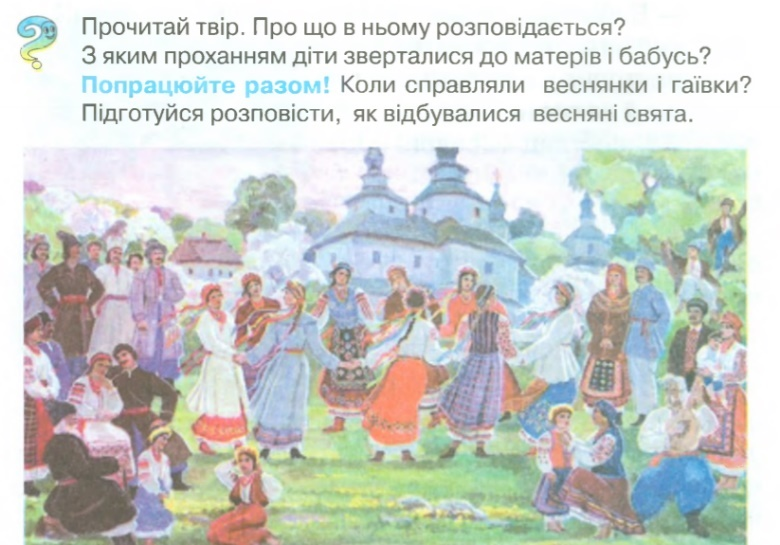 Прочитай твір. Про що в ньому розповідається?
З яким проханням діти зверталися до матерів і бабусь?
Попрацюйте разом! Коли справляли веснянки і гаївки?
Підготуйся розповісти, як відбувалися весняні свята.